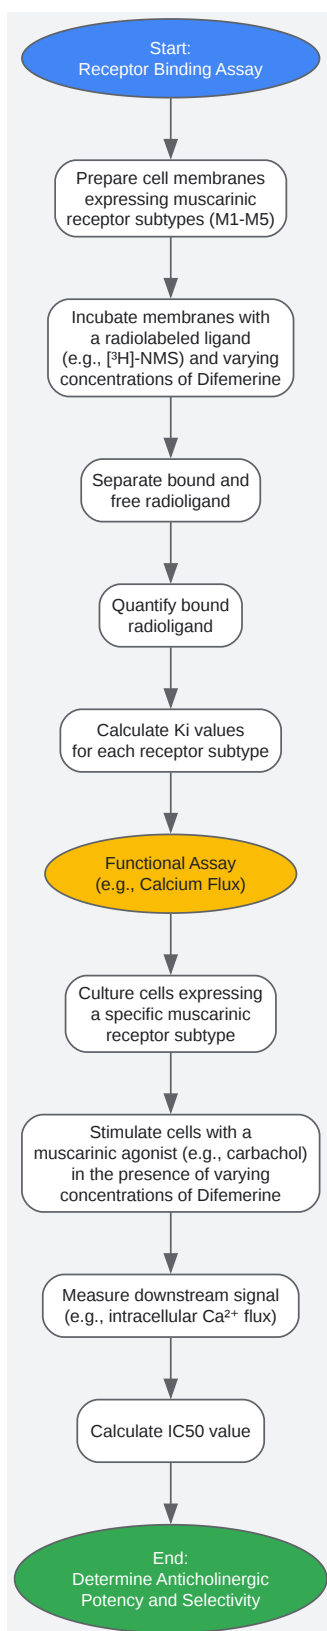 Start:
Receptor Binding Assay
Prepare cell membranes
expressing muscarinic
receptor subtypes (M1-M5)
Incubate membranes with
a radiolabeled ligand
(e.g., [³H]-NMS) and varying
concentrations of Difemerine
Separate bound and
free radioligand
Quantify bound
radioligand
Calculate Ki values
for each receptor subtype
Functional Assay
(e.g., Calcium Flux)
Culture cells expressing
a specific muscarinic
receptor subtype
Stimulate cells with a
muscarinic agonist (e.g., carbachol)
in the presence of varying
concentrations of Difemerine
Measure downstream signal
(e.g., intracellular Ca²⁺ flux)
Calculate IC50 value
End:
Determine Anticholinergic
Potency and Selectivity